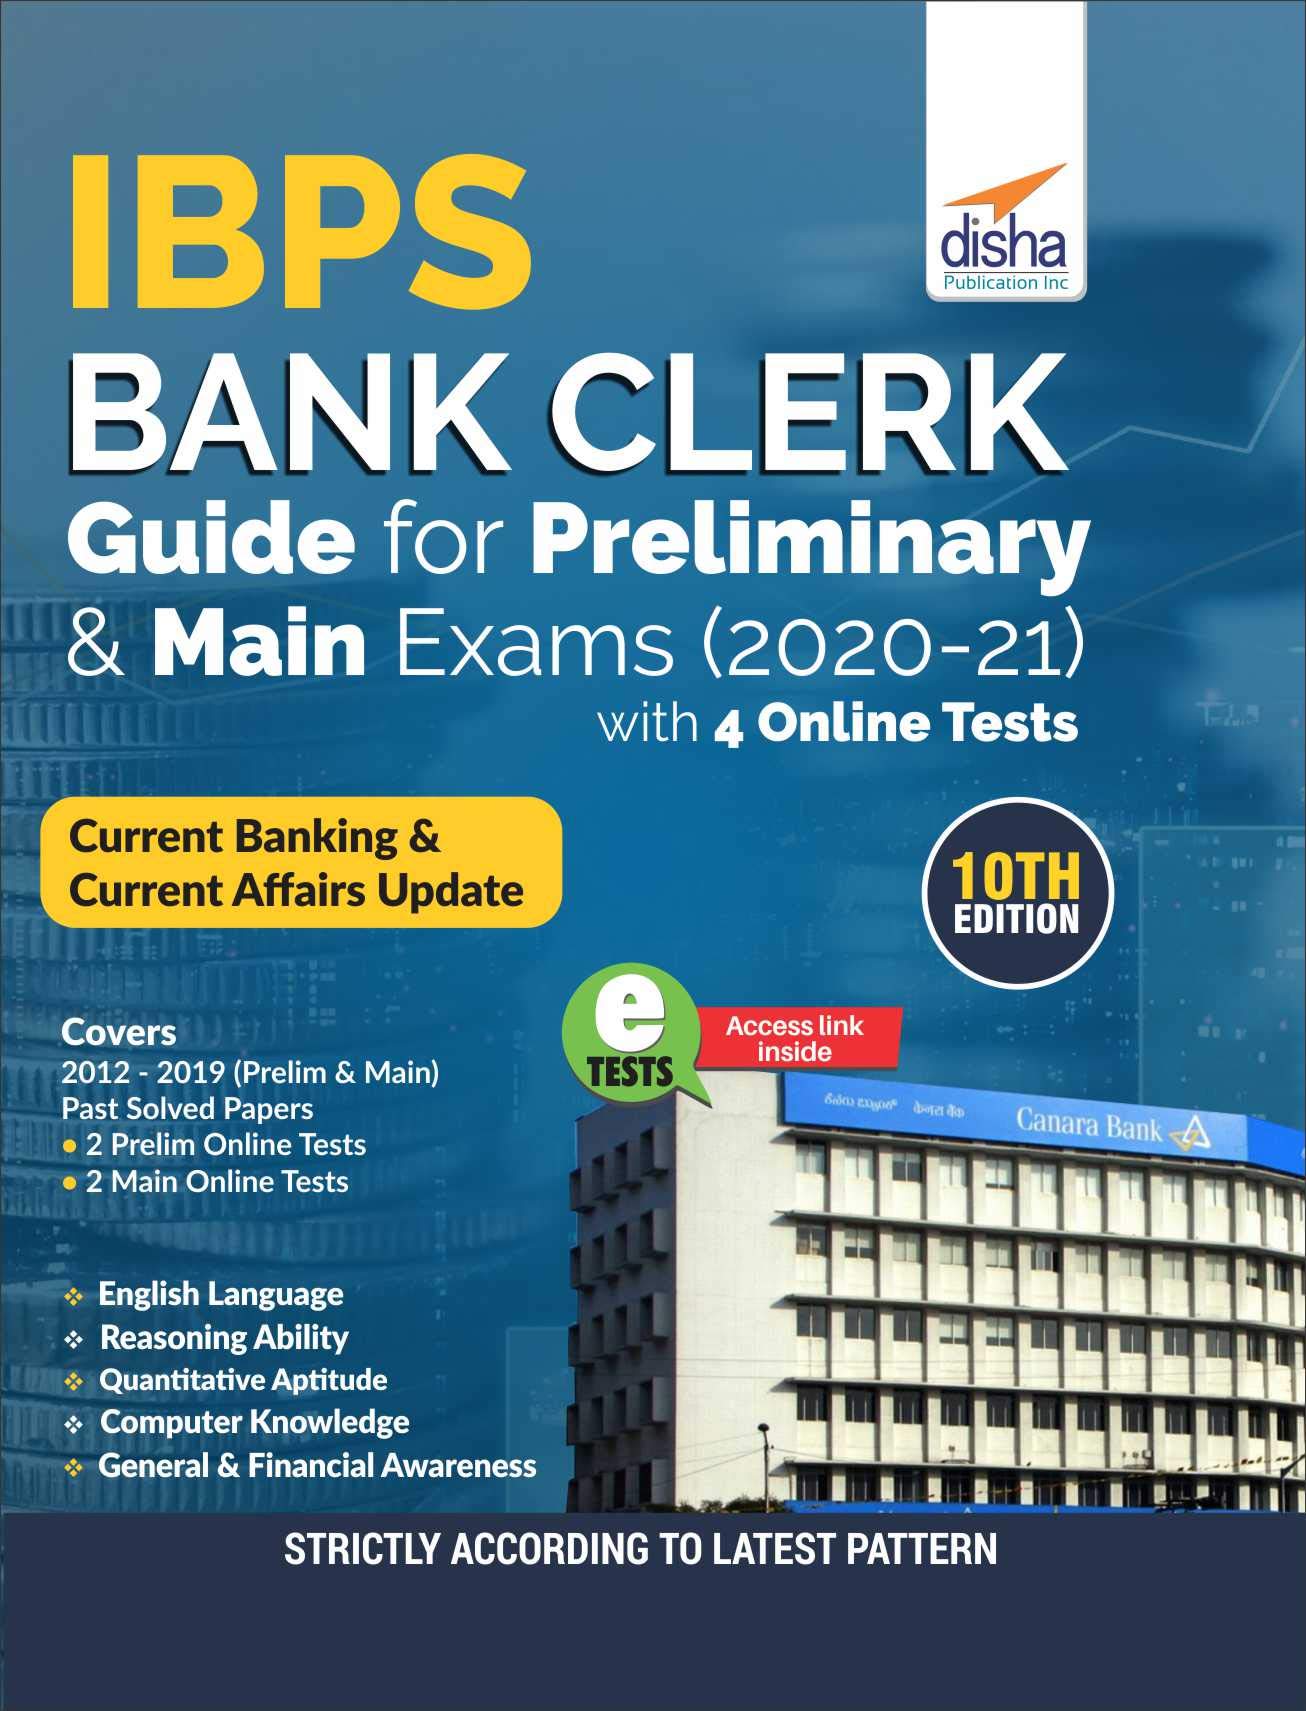 disha
Publication Inc
IBPS
BANK CLERK
Guide for Preliminary
& Main Exams (2020-21)
with 4 Online Tests
Current Banking &
Current Affairs Update
10TH
EDITION
e
TESTS
Access link
inside
Covers
2012 - 2019 (Prelim & Main)
Past Solved Papers
• 2 Prelim Online Tests
• 2 Main Online Tests
केनरा बैंक Canara Bank
❖ English Language
❖ Reasoning Ability
❖ Quantitative Aptitude
❖ Computer Knowledge
❖ General & Financial Awareness
STRICTLY ACCORDING TO LATEST PATTERN